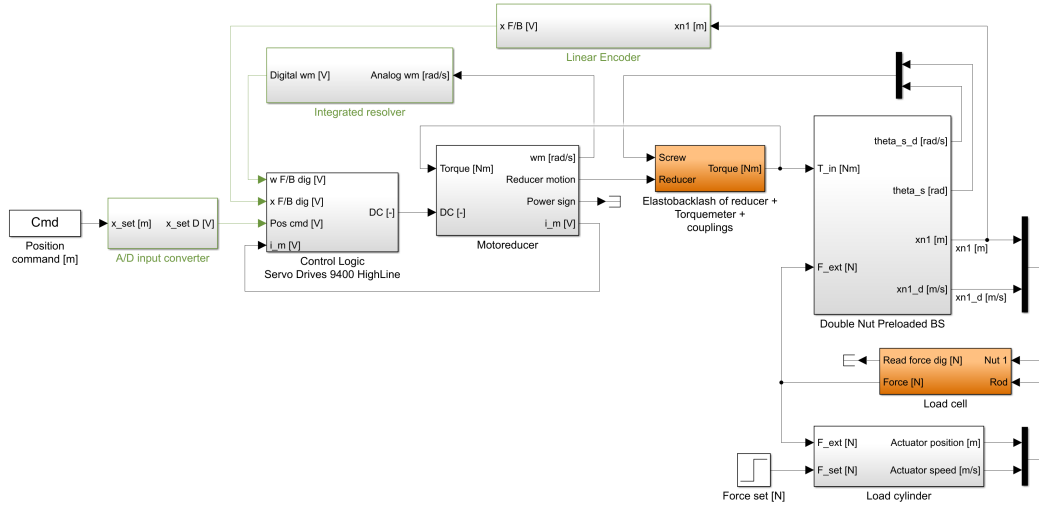 x F/B [V]
xn1 [m]
Linear Encoder
Digital wm [V]
Analog wm [rad/s]
Integrated resolver
Cmd
Position
command [m]
x_set [m]
x_set D [V]
A/D input converter
w F/B dig [V]
x F/B dig [V]
Pos cmd [V]
i_m [V]
DC [-]
Control Logic
Servo Drives 9400 HighLine
Torque [Nm]
DC [-]
wm [rad/s]
Reducer motion
Power sign
i_m [V]
Motoreducer
Screw
Reducer
Torque [Nm]
Elastobacklash of reducer +
Torquemeter +
couplings
T_in [Nm]
F_ext [N]
theta_s_d [rad/s]
theta_s [rad]
xn1 [m]
xn1_d [m/s]
Double Nut Preloaded BS
xn1 [m]
xn1_d [m/s]
Read force dig [N]
Force [N]
Nut 1
Rod
Load cell
F_ext [N]
F_set [N]
Actuator position [m]
Actuator speed [m/s]
Load cylinder
Force set [N]